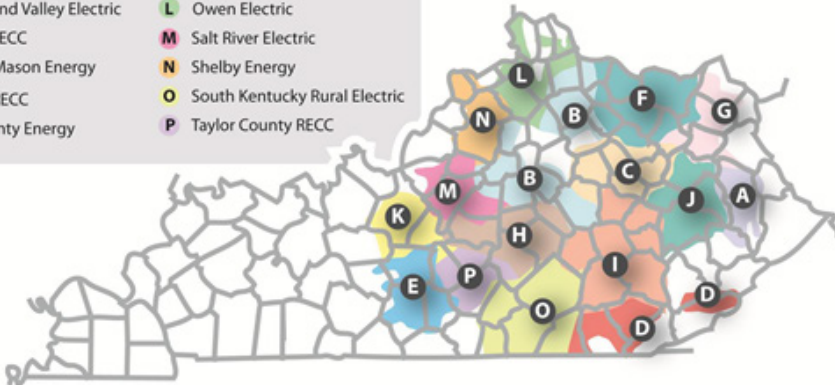 nd Valley Electric
L Owen Electric
ECC
M Salt River Electric
Mason Energy
N Shelby Energy
ECC
O South Kentucky Rural Electric
nty Energy
P Taylor County RECC
L
B
F
G
N
C
B
M
J
A
K
H
I
E
P
D
O
D